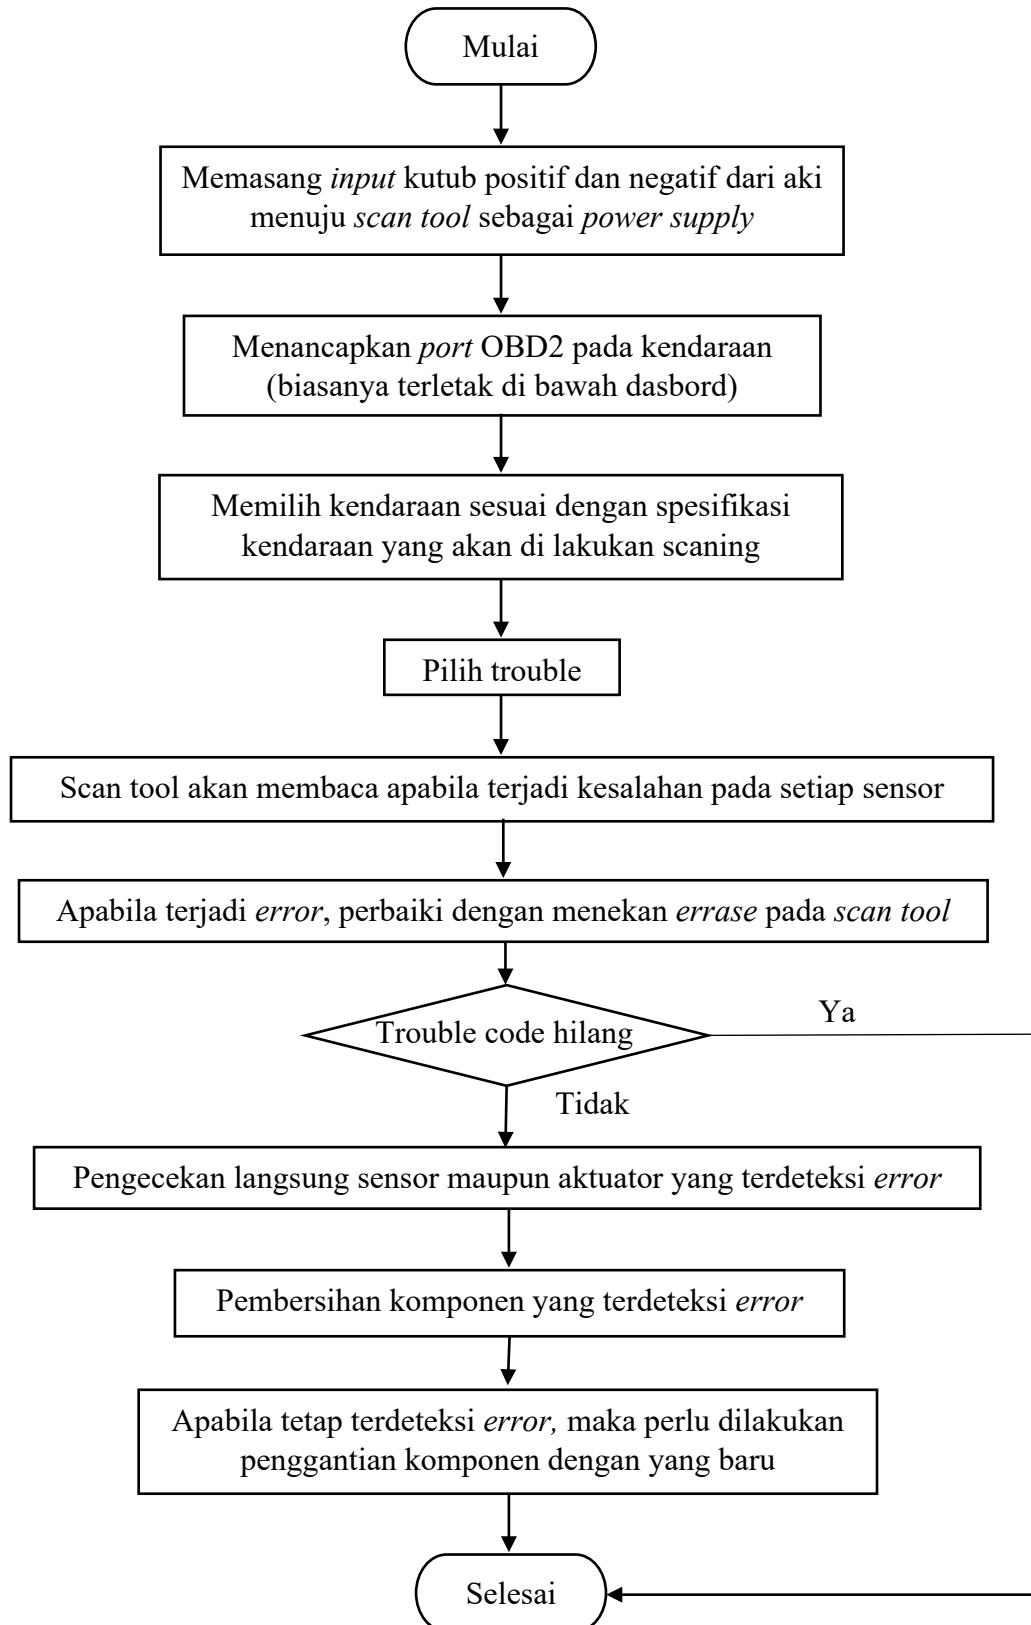 Mulai
Memasang input kutub positif dan negatif dari aki
menuju scan tool sebagai power supply
Menancapkan port OBD2 pada kendaraan
(biasanya terletak di bawah dasbord)
Memilih kendaraan sesuai dengan spesifikasi
kendaraan yang akan di lakukan scaning
Pilih trouble
Scan tool akan membaca apabila terjadi kesalahan pada setiap sensor
Apabila terjadi error, perbaiki dengan menekan errase pada scan tool
Trouble code hilang
Ya
Tidak
Pengecekan langsung sensor maupun aktuator yang terdeteksi error
Pembersihan komponen yang terdeteksi error
Apabila tetap terdeteksi error, maka perlu dilakukan
penggantian komponen dengan yang baru
Selesai